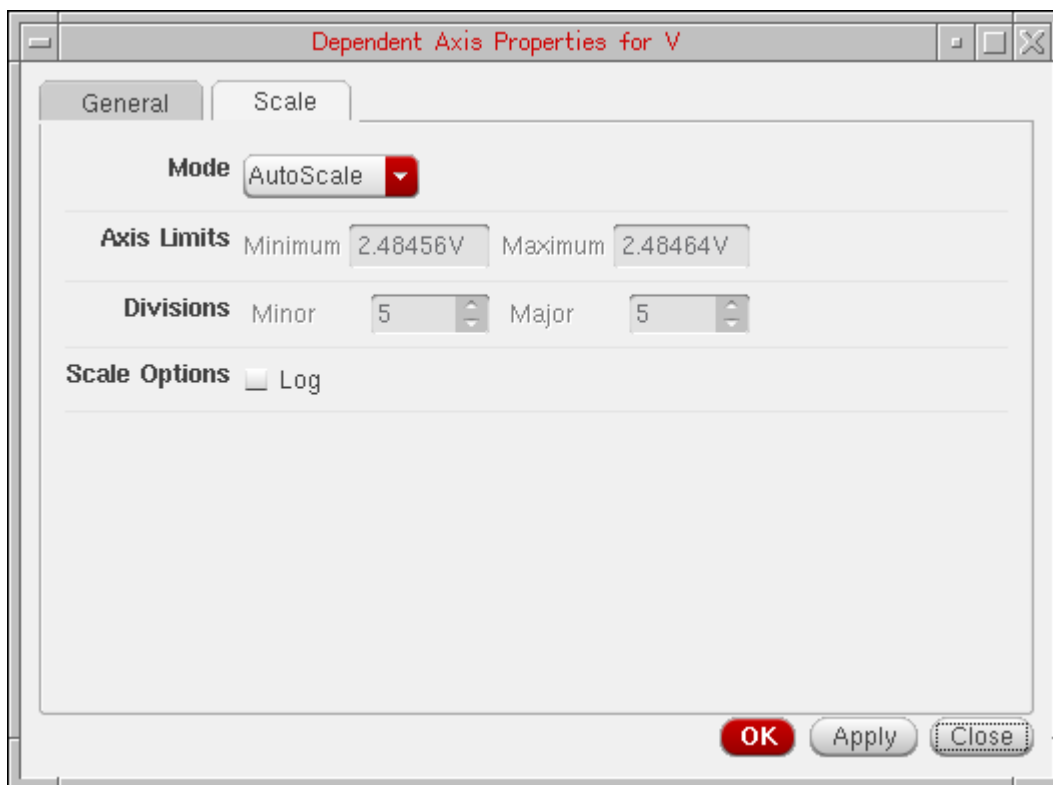 Dependent Axis Properties for V
General Scale
Mode AutoScale
Axis Limits Minimum 2.48456V Maximum 2.48464V
Divisions Minor 5 Major 5
Scale Options Log
OK Apply Close